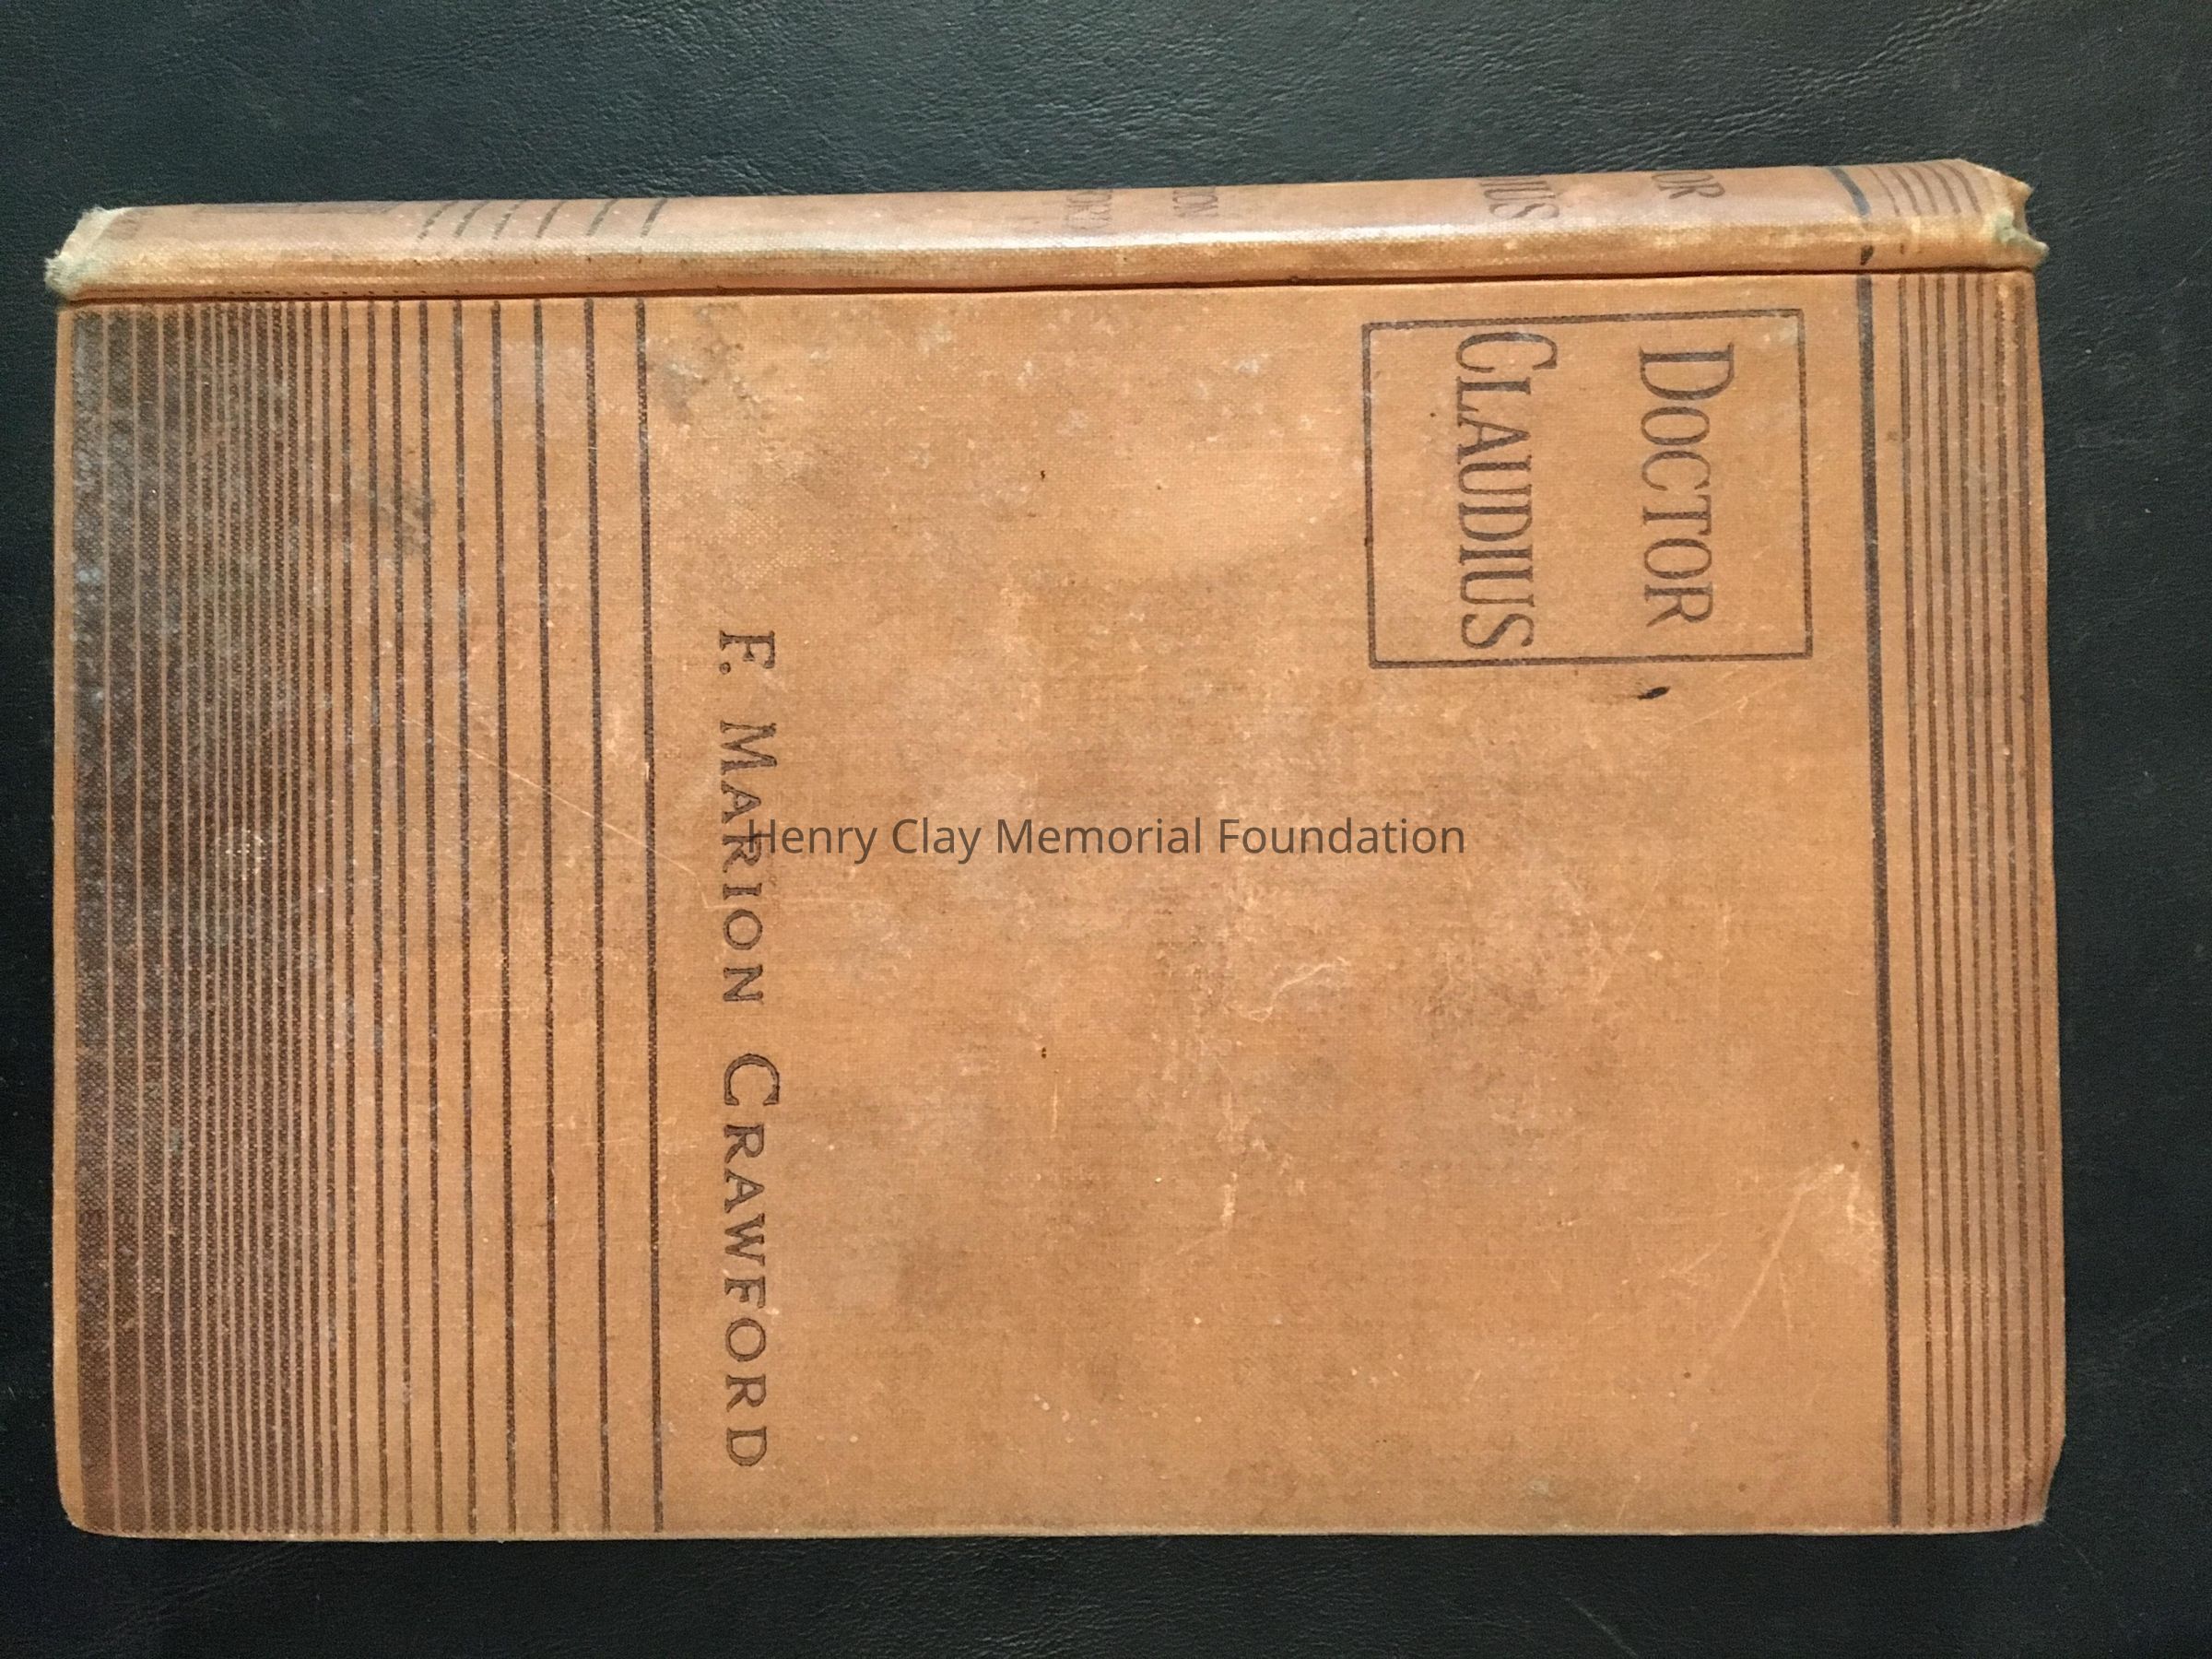 DOCTOR
CLAUDIUS
F. MARION CRAWFORD
Henry Clay Memorial Foundation